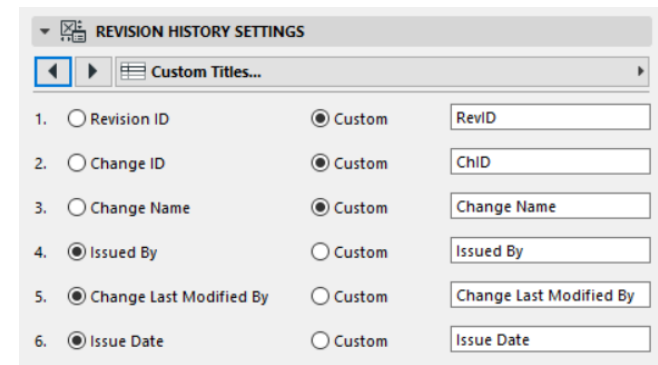 REVISION HISTORY SETTINGS
Custom Titles...
1. Revision ID Custom RevID
2. Change ID Custom ChID
3. Change Name Custom Change Name
4. Issued By Custom Issued By
5. Change Last Modified By Custom Change Last Modified By
6. Issue Date Custom Issue Date